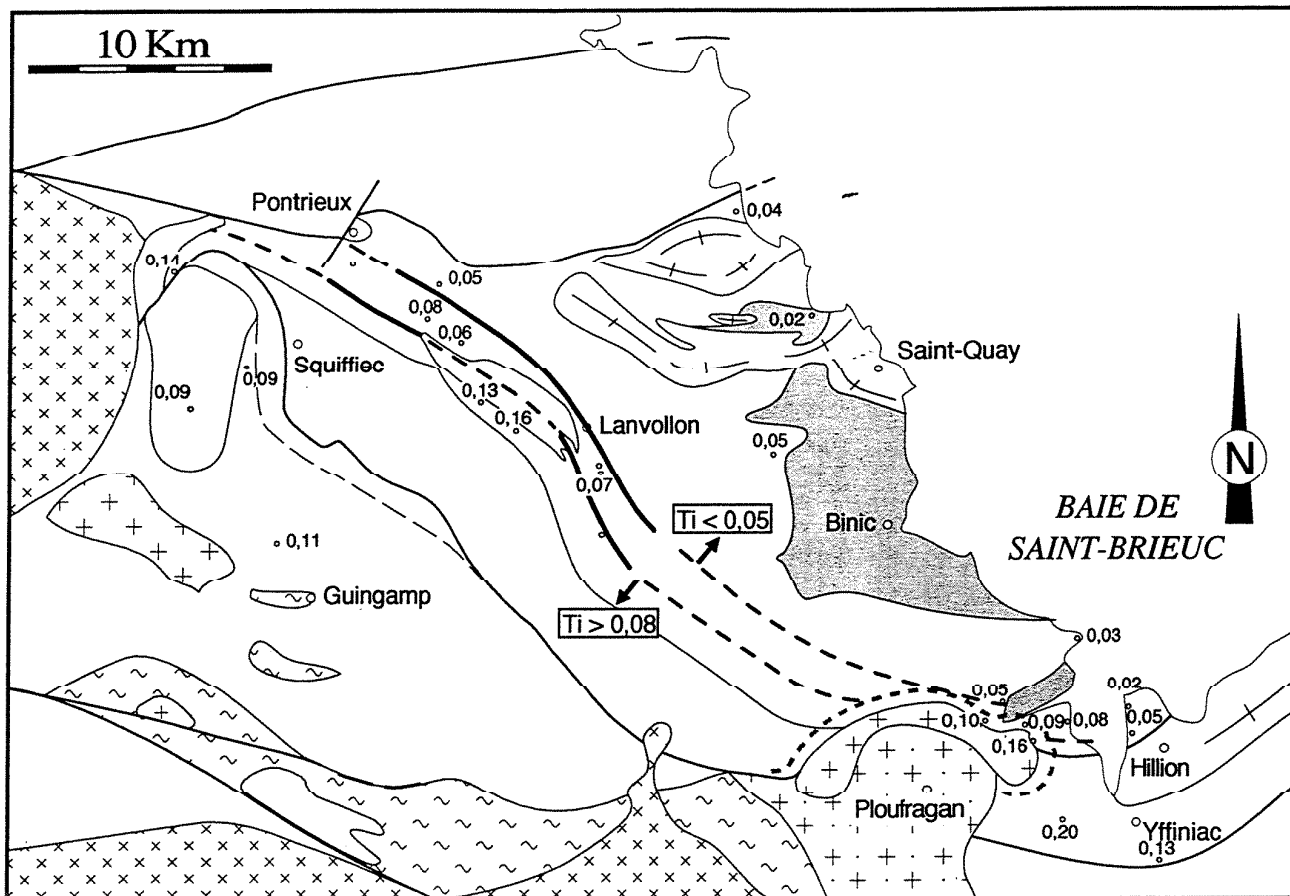 10 Km
Pontrieux
0,04
0,11
0,05
0,08
0,06
0,02
Saint-Quay
Squiffiec
0,09
0,09
0,13
0,16
Lanvollon
0,05
0,07
N
Ti < 0,05
Binic
BAIE DE
SAINT-BRIEUC
0,11
Guingamp
Ti > 0,08
0,03
0,05
0,02
0,10
0,09
0,08
0,05
0,16
Hillion
Ploufragan
0,20
Yffiniac
0,13